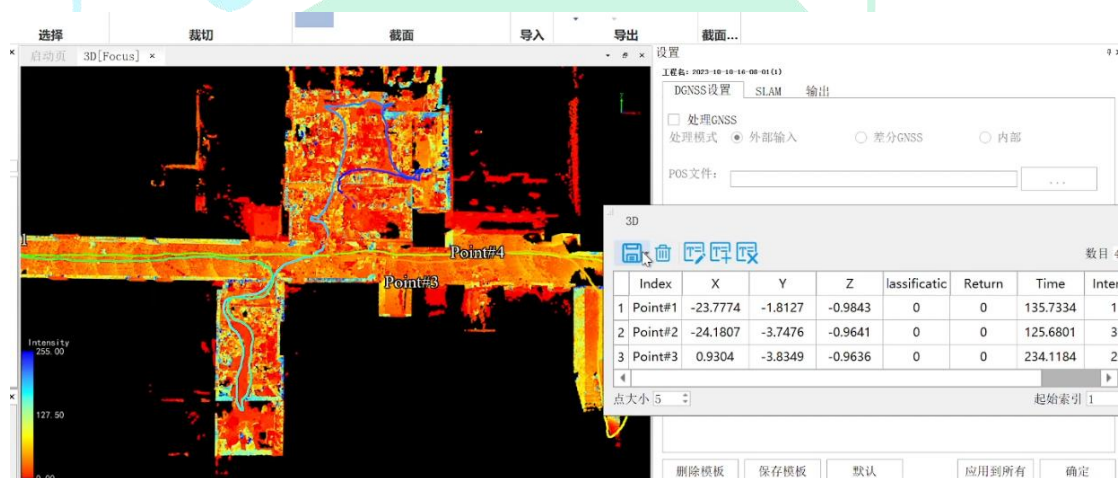 选择 裁切 截面 导入 导出 截面...
启动页 3D[Focus] × 设置
工程名: 2023-10-18-16-08-01(1)
DGNSS设置 SLAM 输出
处理GNSS
处理模式 外部输入 差分GNSS 内部
POS文件: ...
3D
数目 4
Index X Y Z lassificatic Return Time Inter
1 Point#1 -23.7774 -1.8127 -0.9843 0 0 135.7334 1
2 Point#2 -24.1807 -3.7476 -0.9641 0 0 125.6801 3
3 Point#3 0.9304 -3.8349 -0.9636 0 0 234.1184 2
点大小 5 起始索引 1
1
Point#4
Point#3
Intensity
255.00
127.50
0.00
删除模板 保存模板 默认 应用到所有 确定